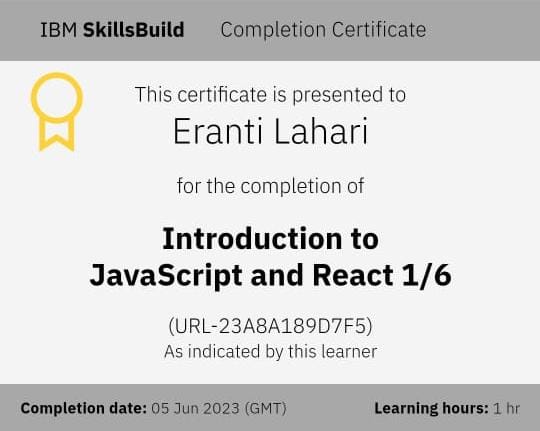 IBM SkillsBuild Completion Certificate
This certificate is presented to
Eranti Lahari
for the completion of
Introduction to
JavaScript and React 1/6
(URL-23A8A189D7F5)
As indicated by this learner
Completion date: 05 Jun 2023 (GMT) Learning hours: 1 hr